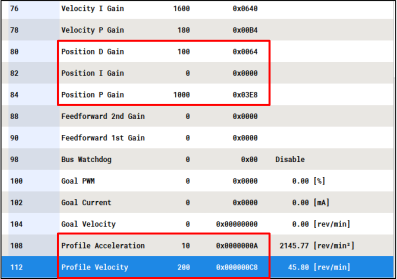 76 Velocity I Gain 1600 0x0640
78 Velocity P Gain 180 0x00B4
80 Position D Gain 100 0x0064
82 Position I Gain 0 0x0000
84 Position P Gain 1000 0x03E8
88 Feedforward 2nd Gain 0 0x0000
90 Feedforward 1st Gain 0 0x0000
98 Bus Watchdog 0 0x00 Disable
100 Goal PWM 0 0x0000 0.00 [%]
102 Goal Current 0 0x0000 0.00 [mA]
104 Goal Velocity 0 0x00000000 0.00 [rev/min]
108 Profile Acceleration 10 0x0000000A 2145.77 [rev/min²]
112 Profile Velocity 200 0x000000C8 45.80 [rev/min]